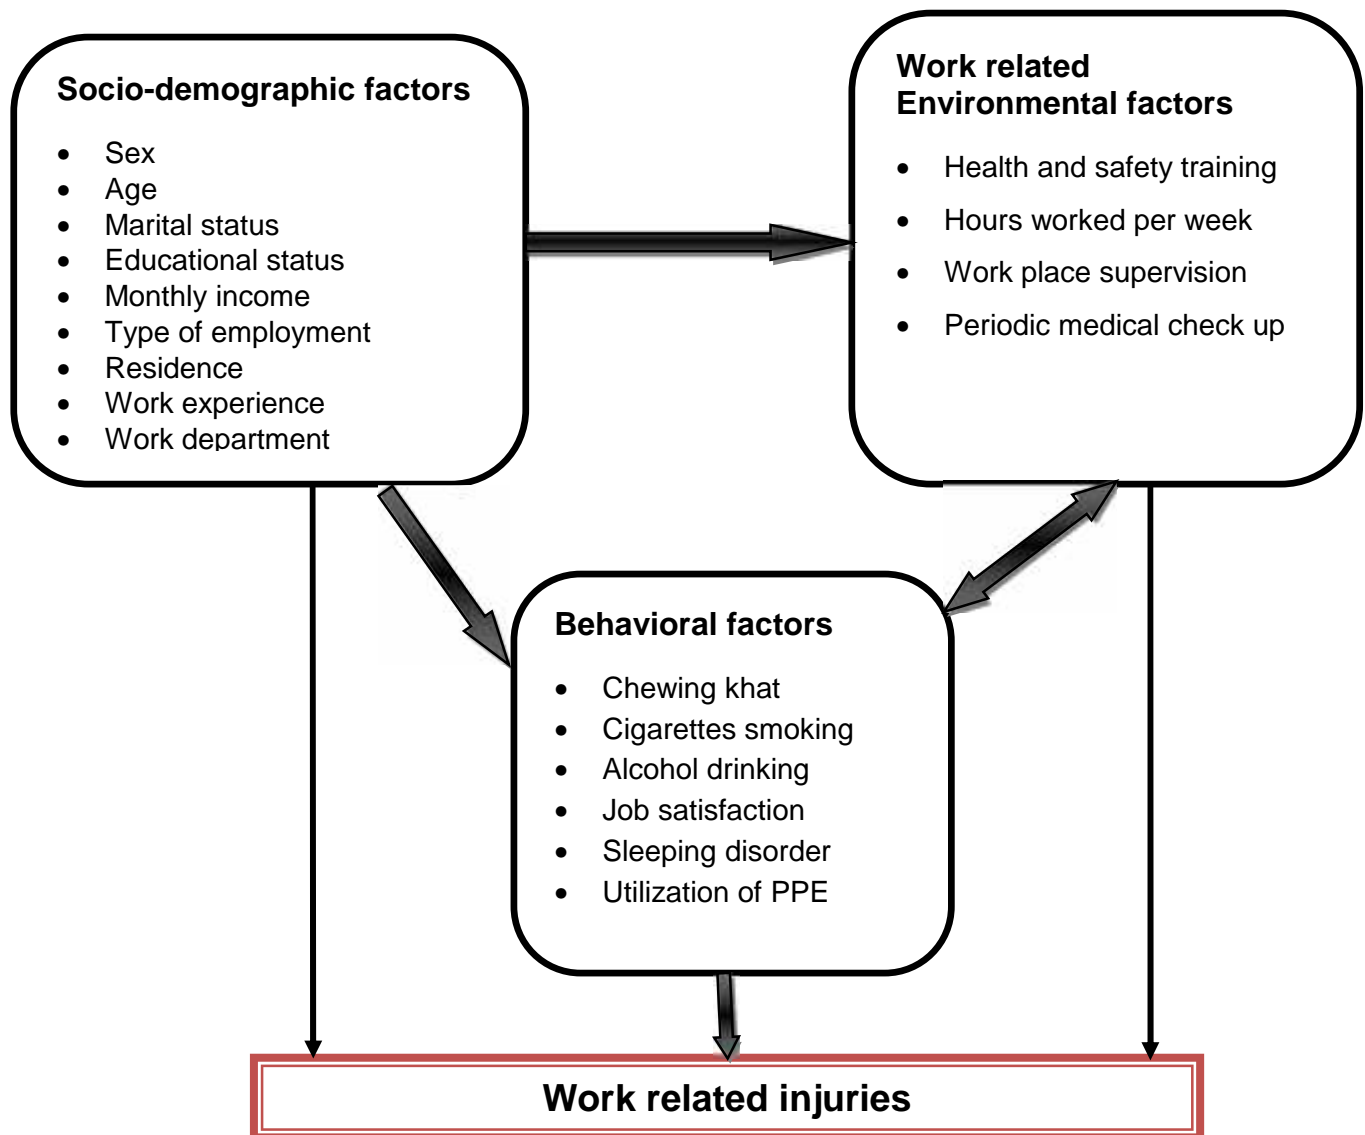 Socio-demographic factors
• Sex
• Age
• Marital status
• Educational status
• Monthly income
• Type of employment
• Residence
• Work experience
• Work department
Work related
Environmental factors
• Health and safety training
• Hours worked per week
• Work place supervision
• Periodic medical check up
Behavioral factors
• Chewing khat
• Cigarettes smoking
• Alcohol drinking
• Job satisfaction
• Sleeping disorder
• Utilization of PPE
Work related injuries